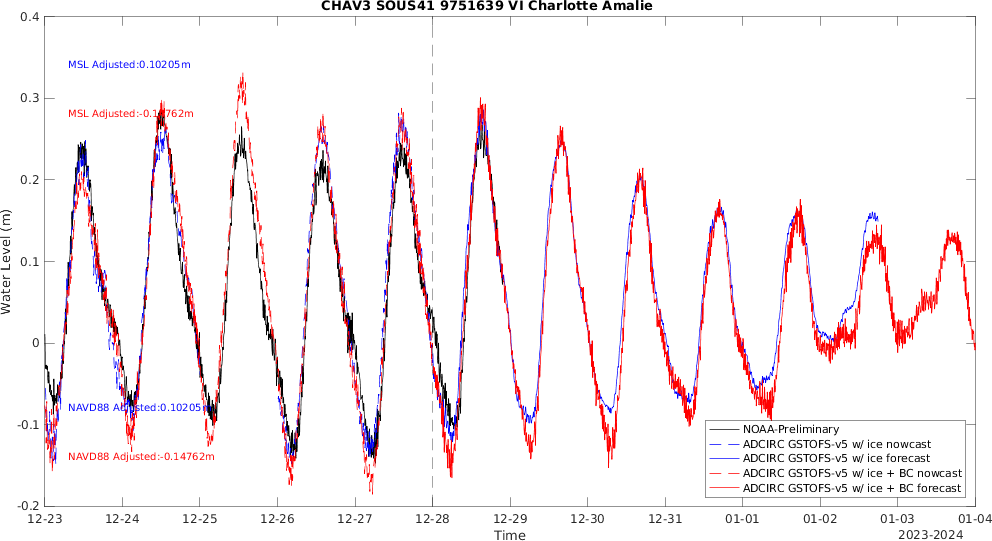 CHAV3 SOUS41 9751639 VI Charlotte Amalie
0.4
0.3
0.2
0.1
0
-0.1
-0.2
Water Level (m)
MSL Adjusted:0.10205m
MSL Adjusted:-0.14762m
NAVD88 Adjusted:0.10205m
NAVD88 Adjusted:-0.14762m
NOAA-Preliminary
ADCIRC GSTOFS-v5 w/ ice nowcast
ADCIRC GSTOFS-v5 w/ ice forecast
ADCIRC GSTOFS-v5 w/ ice + BC nowcast
ADCIRC GSTOFS-v5 w/ ice + BC forecast
12-23 12-24 12-25 12-26 12-27 12-28 12-29 12-30 12-31 01-01 01-02 01-03 01-04
Time
2023-2024